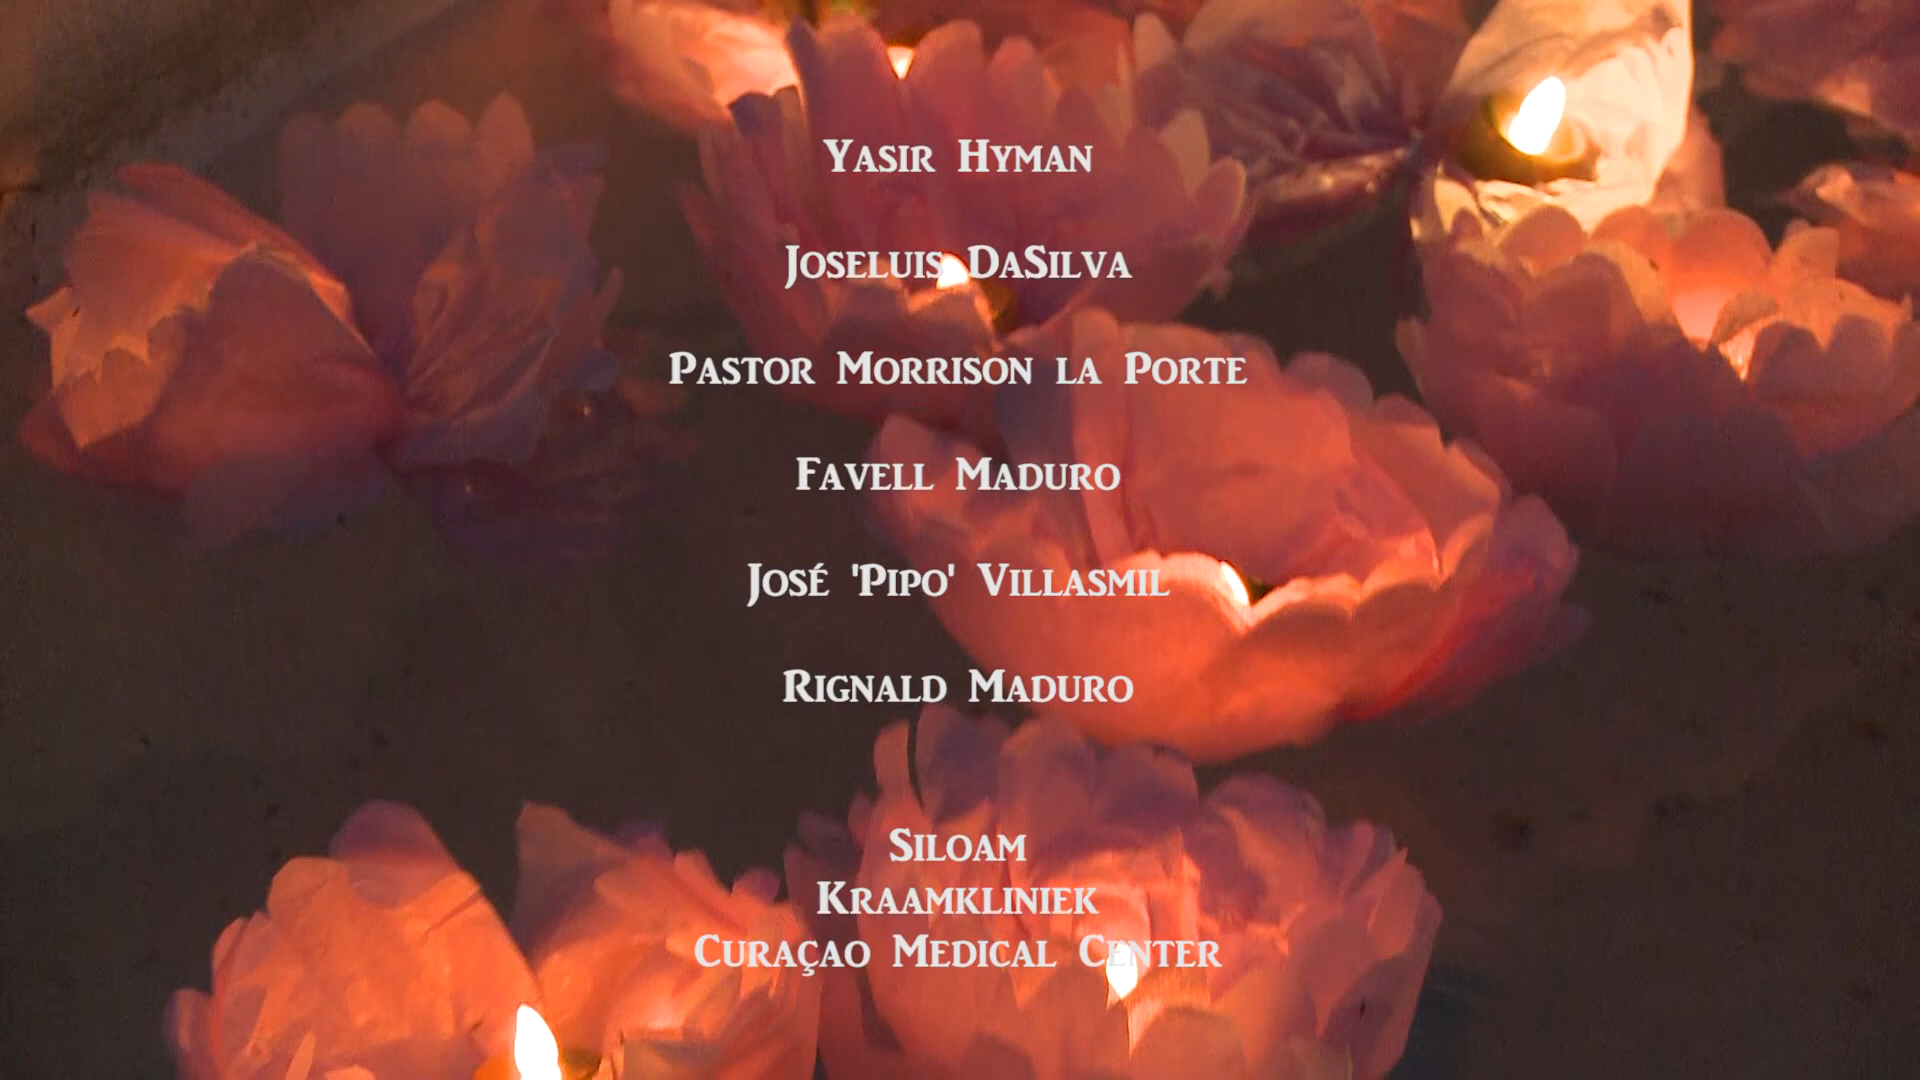 Yasir Hyman
Joseluis DaSilva
Pastor Morrison la Porte
Favell Maduro
José 'Pipo' Villasmil
Rignald Maduro
Siloam
Kraamkliniek
Curaçao Medical Center